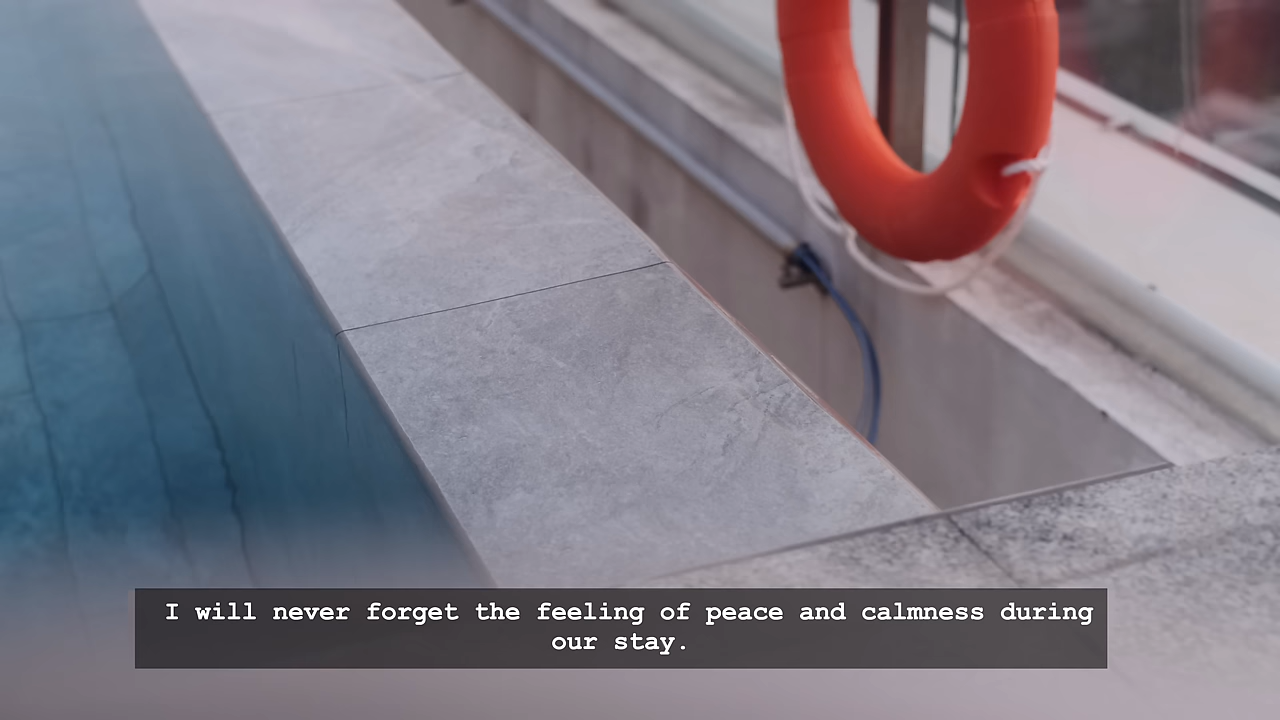 I will never forget the feeling of peace and calmness during
our stay.